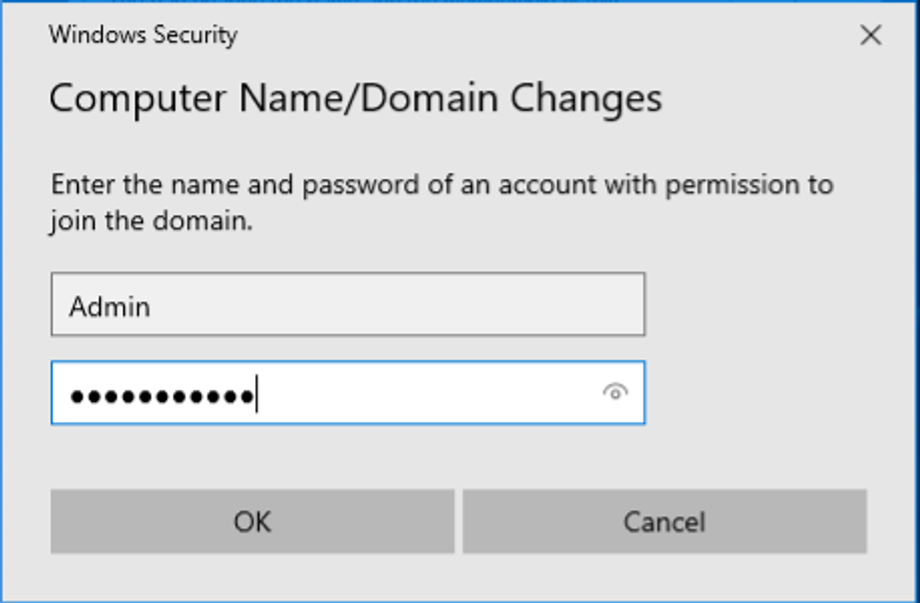 Windows Security
Computer Name/Domain Changes
Enter the name and password of an account with permission to
join the domain.
Admin
●●●●●●●●●●●
OK
Cancel